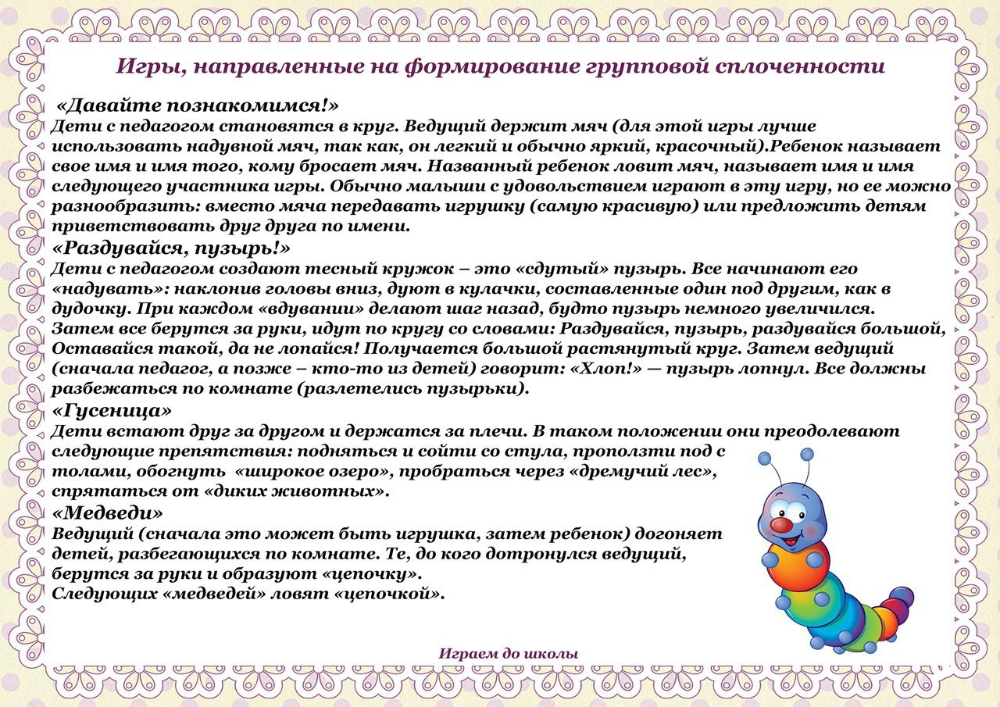 Игры, направленные на формирование групповой сплоченности
«Давайте познакомимся!»
Дети с педагогом становятся в круг. Ведущий держит мяч (для этой игры лучше
использовать надувной мяч, так как, он легкий и обычно яркий, красочный).Ребенок называет
свое имя и имя того, кому бросает мяч. Названный ребенок ловит мяч, называет имя и имя
следующего участника игры. Обычно малыши с удовольствием играют в эту игру, но ее можно
разнообразить: вместо мяча передавать игрушку (самую красивую) или предложить детям
приветствовать друг друга по имени.
«Раздувайся, пузырь!»
Дети с педагогом создают тесный кружок – это «сдутый» пузырь. Все начинают его
«надувать»: наклонив головы вниз, дуют в кулачки, составленные один под другим, как в
дудочку. При каждом «вдувании» делают шаг назад, будто пузырь немного увеличился.
Затем все берутся за руки, идут по кругу со словами: Раздувайся, пузырь, раздувайся большой,
Оставайся такой, да не лопайся! Получается большой растянутый круг. Затем ведущий
(сначала педагог, а позже – кто-то из детей) говорит: «Хлоп!» — пузырь лопнул. Все должны
разбежаться по комнате (разлетелись пузырьки).
«Гусеница»
Дети встают друг за другом и держатся за плечи. В таком положении они преодолевают
следующие препятствия: подняться и сойти со стула, проползти под с
толами, обогнуть «широкое озеро», пробраться через «дремучий лес»,
спрятаться от «диких животных».
«Медведи»
Ведущий (сначала это может быть игрушка, затем ребенок) догоняет
детей, разбегающихся по комнате. Те, до кого дотронулся ведущий,
берутся за руки и образуют «цепочку».
Следующих «медведей» ловят «цепочкой».
Играем до школы